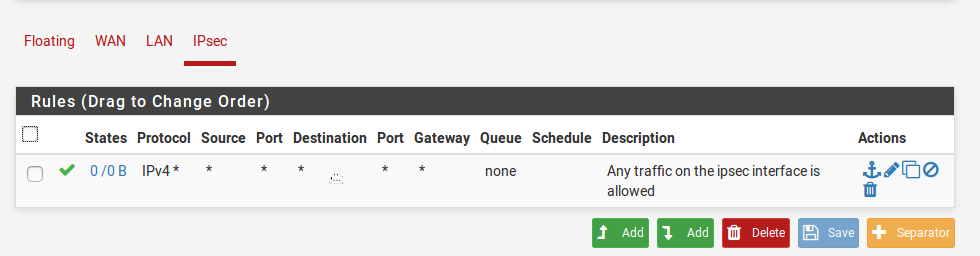 Floating WAN LAN IPsec
Rules (Drag to Change Order)
States Protocol Source Port Destination Port Gateway Queue Schedule Description Actions
0 /0 B IPv4 * * * * * * none Any traffic on the ipsec interface is
allowed
Add Add Delete Save Separator